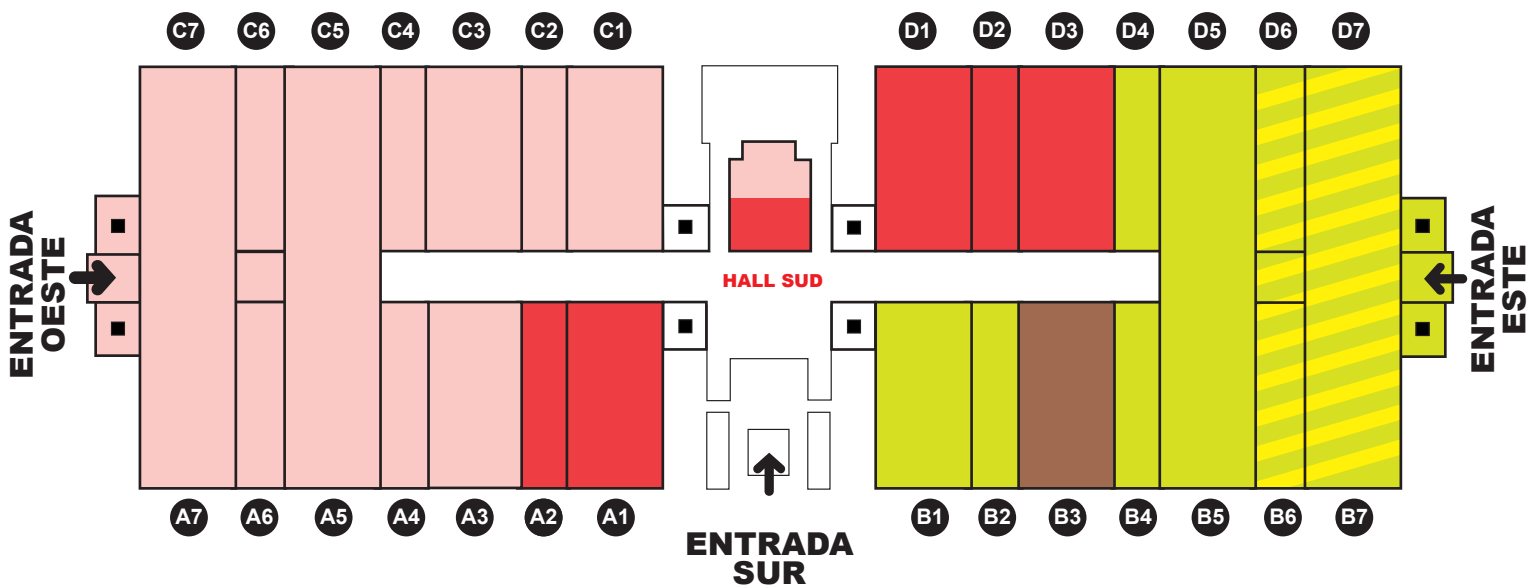 C7 C6 C5 C4 C3 C2 C1 D1 D2 D3 D4 D5 D6 D7
ENTRADA
OESTE
HALL SUD
ENTRADA
ESTE
A7 A6 A5 A4 A3 A2 A1 B1 B2 B3 B4 B5 B6 B7
ENTRADA
SUR